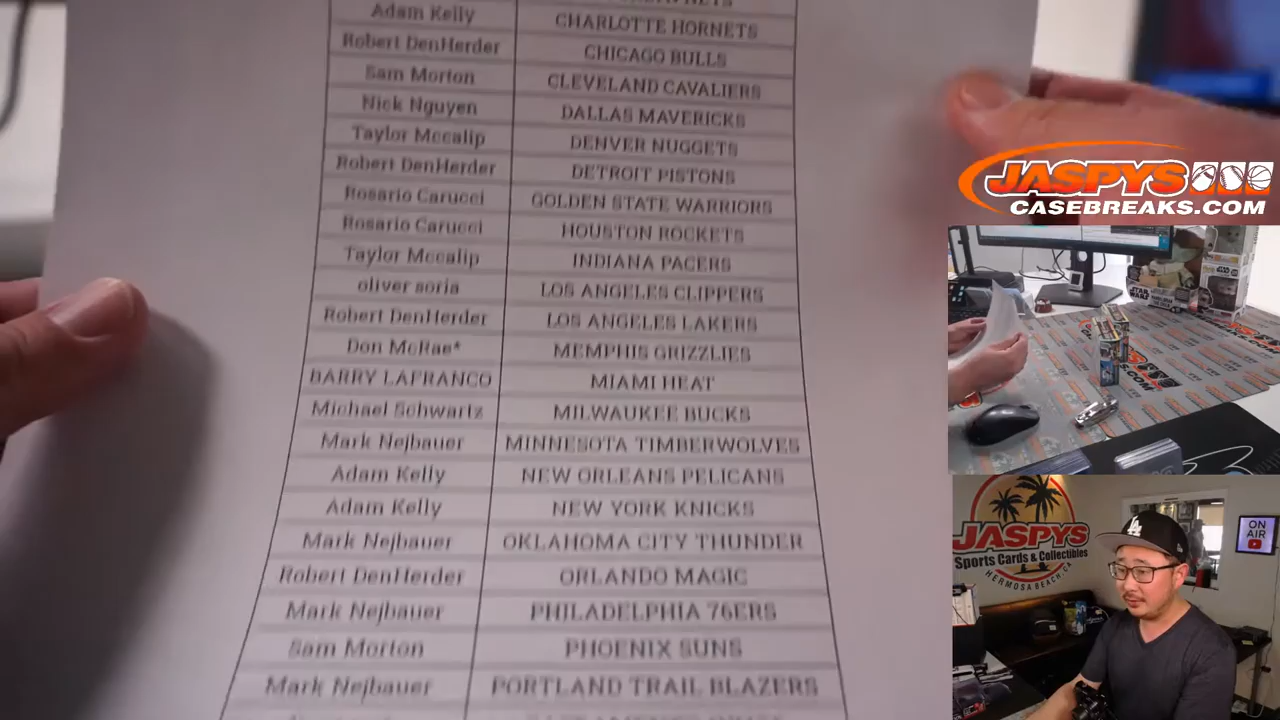 NETS
Adam Kelly CHARLOTTE HORNETS
Robert DenHerder CHICAGO BULLS
Sam Morton CLEVELAND CAVALIERS
Nick Nguyen DALLAS MAVERICKS
Taylor Mccalip DENVER NUGGETS
Robert DenHerder DETROIT PISTONS
Rosario Carucci GOLDEN STATE WARRIORS
Rosario Carucci HOUSTON ROCKETS
Taylor Mccalip INDIANA PACERS
oliver soria LOS ANGELES CLIPPERS
Robert DenHerder LOS ANGELES LAKERS
Don McRae* MEMPHIS GRIZZLIES
BARRY LAFRANCO MIAMI HEAT
Michael Schwartz MILWAUKEE BUCKS
Mark Nejbauer MINNESOTA TIMBERWOLVES
Adam Kelly NEW ORLEANS PELICANS
Adam Kelly NEW YORK KNICKS
Mark Nejbauer OKLAHOMA CITY THUNDER
Robert DenHerder ORLANDO MAGIC
Mark Nejbauer PHILADELPHIA 76ERS
Sam Morton PHOENIX SUNS
Mark Nejbauer PORTLAND TRAIL BLAZERS
JASPYS
CASEBREAKS.COM
STAR WARS
JASPYS
Sports Cards & Collectibles
HERMOSA BEACH, CA
LA
ON
AIR